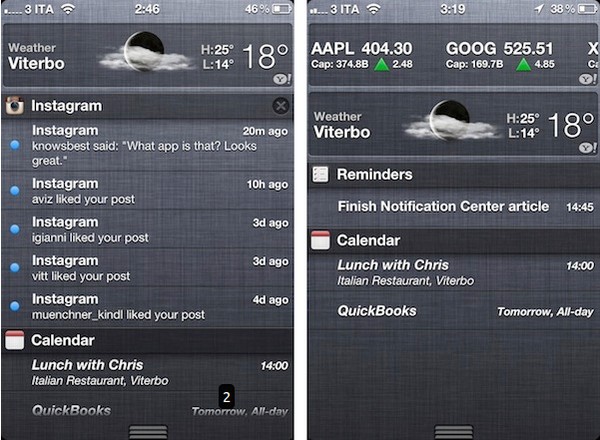 3 ITA 2:46 46%
Weather
Viterbo
H:25°
L:14°
18°
Y!
Instagram
Instagram 20m ago
knowsbest said: "What app is that? Looks
great."
Instagram 10h ago
aviz liked your post
Instagram 3d ago
igianni liked your post
Instagram 3d ago
vitt liked your post
Instagram 4d ago
muenchner_kindl liked your post
Calendar
Lunch with Chris 14:00
Italian Restaurant, Viterbo
2
QuickBooks Tomorrow, All-day
3 ITA 3:19 38%
AAPL 404.30 GOOG 525.51 X
Cap: 374.8B 2.48 Cap: 169.7B 4.85 Ca
Y!
Weather
Viterbo
H:25°
L:14°
18°
Y!
Reminders
Finish Notification Center article 14:45
Calendar
Lunch with Chris 14:00
Italian Restaurant, Viterbo
QuickBooks Tomorrow, All-day